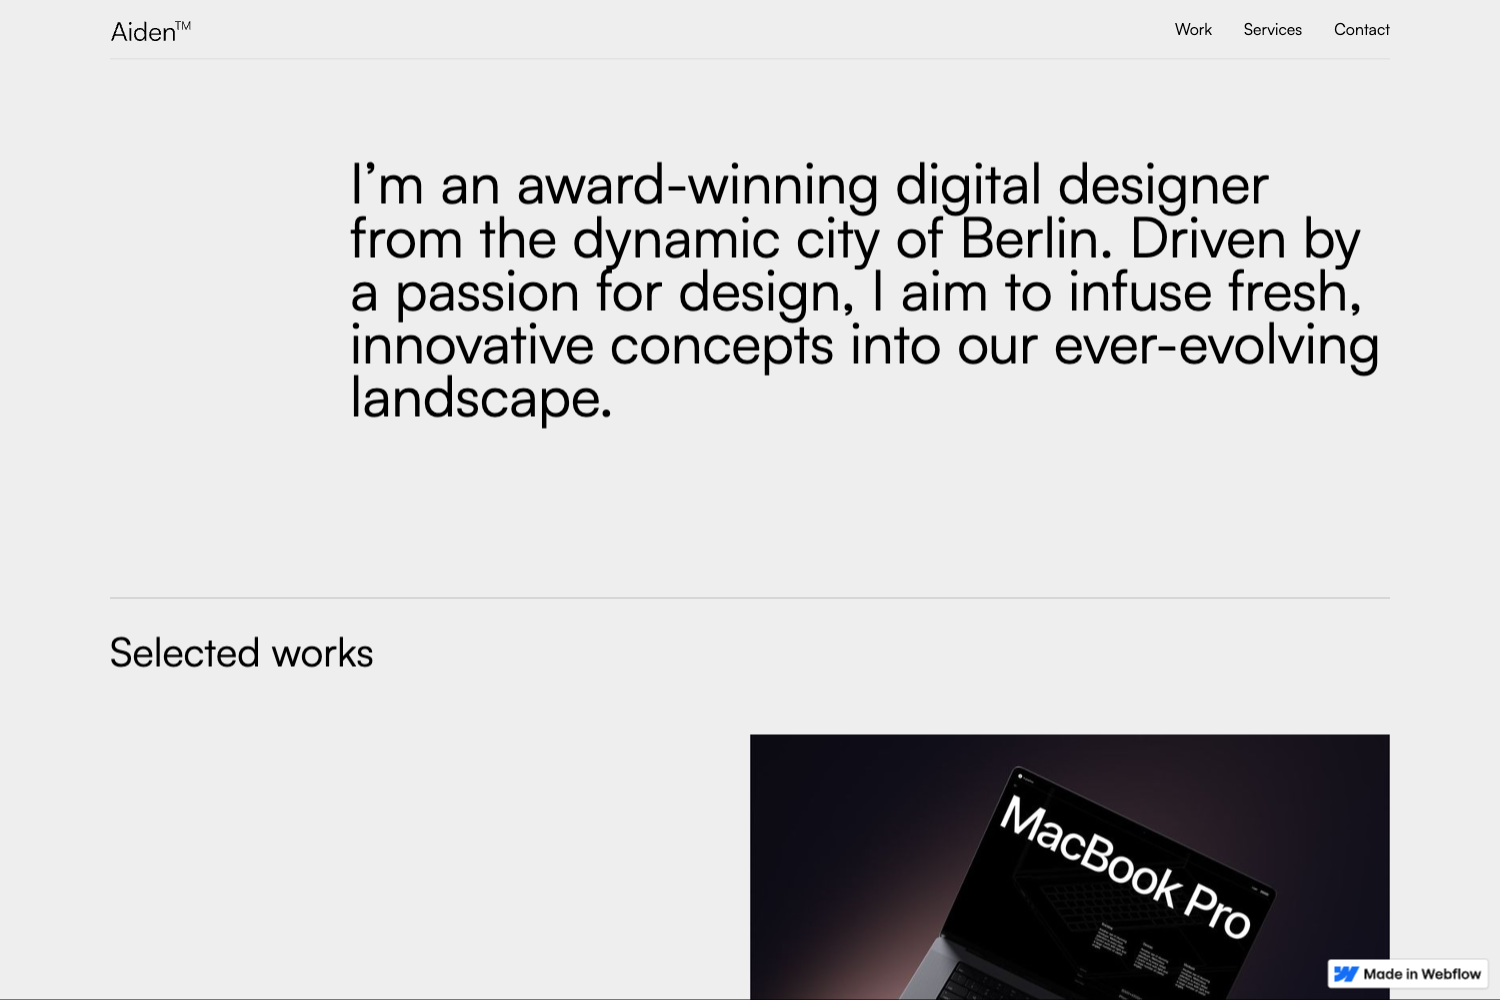 Aiden™
Work Services Contact
I’m an award-winning digital designer
from the dynamic city of Berlin. Driven by
a passion for design, I aim to infuse fresh,
innovative concepts into our ever-evolving
landscape.
Selected works
MacBook Pro
Made in Webflow